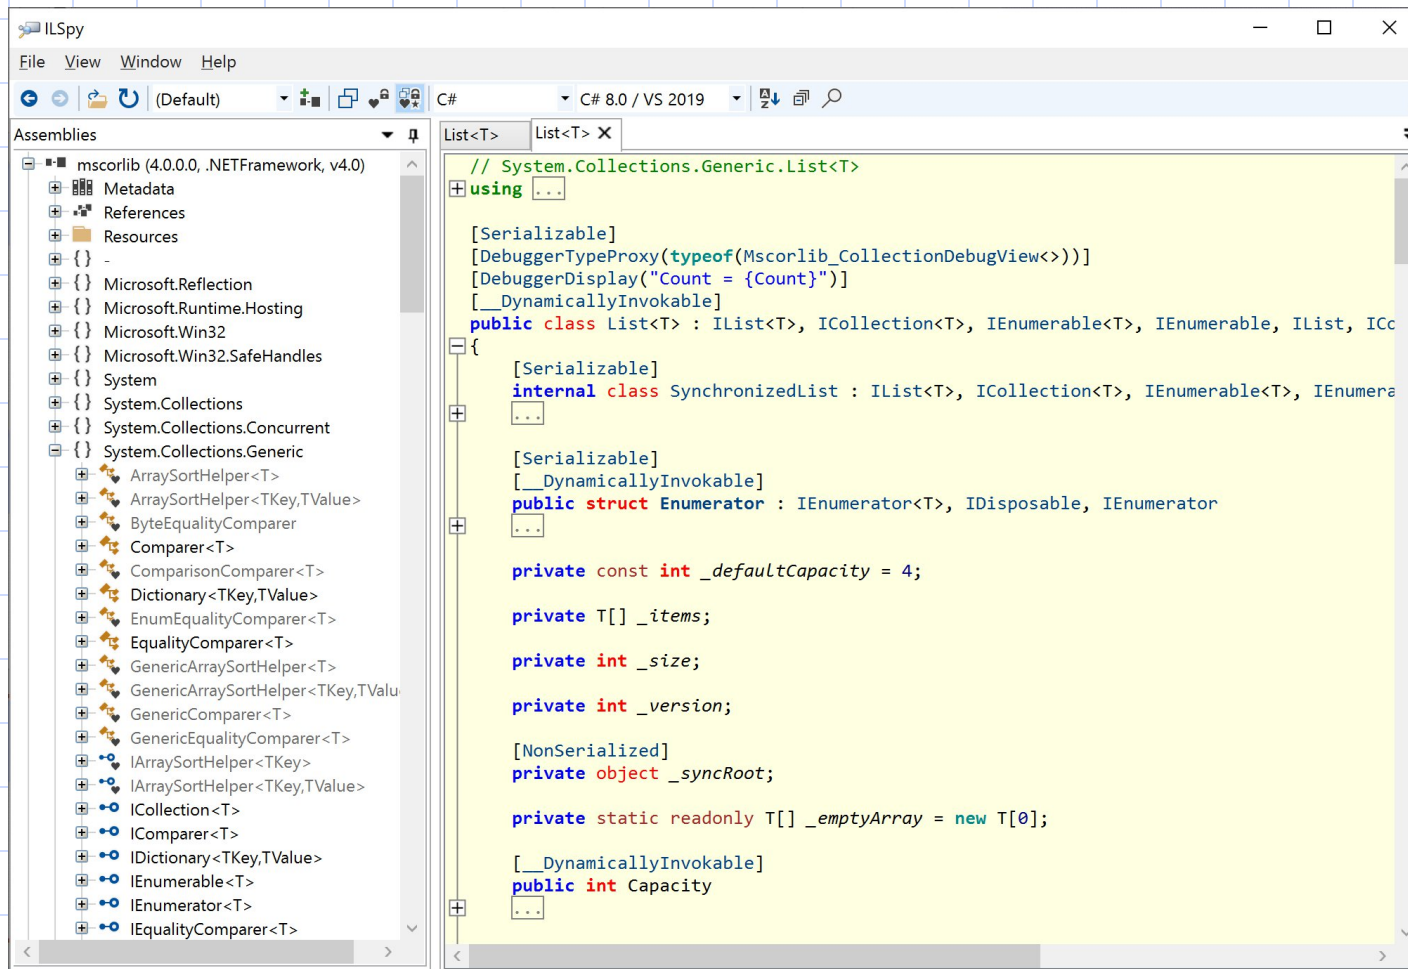 ILSpy
File View Window Help
(Default) C# C# 8.0 / VS 2019
Assemblies
mscorlib (4.0.0.0, .NETFramework, v4.0)
Metadata
References
Resources
{ } -
{ } Microsoft.Reflection
{ } Microsoft.Runtime.Hosting
{ } Microsoft.Win32
{ } Microsoft.Win32.SafeHandles
{ } System
{ } System.Collections
{ } System.Collections.Concurrent
{ } System.Collections.Generic
ArraySortHelper<T>
ArraySortHelper<TKey,TValue>
ByteEqualityComparer
Comparer<T>
ComparisonComparer<T>
Dictionary<TKey,TValue>
EnumEqualityComparer<T>
EqualityComparer<T>
GenericArraySortHelper<T>
GenericArraySortHelper<TKey,TValu
GenericComparer<T>
GenericEqualityComparer<T>
IArraySortHelper<TKey>
IArraySortHelper<TKey,TValue>
ICollection<T>
IComparer<T>
IDictionary<TKey,TValue>
IEnumerable<T>
IEnumerator<T>
IEqualityComparer<T>
List<T> List<T>
// System.Collections.Generic.List<T>
using ...
[Serializable]
[DebuggerTypeProxy(typeof(Mscorlib_CollectionDebugView<>))]
[DebuggerDisplay("Count = {Count}")]
[__DynamicallyInvokable]
public class List<T> : IList<T>, ICollection<T>, IEnumerable<T>, IEnumerable, IList, ICo
{
[Serializable]
internal class SynchronizedList : IList<T>, ICollection<T>, IEnumerable<T>, IEnumera
...
[Serializable]
[__DynamicallyInvokable]
public struct Enumerator : IEnumerator<T>, IDisposable, IEnumerator
...
private const int _defaultCapacity = 4;
private T[] _items;
private int _size;
private int _version;
[NonSerialized]
private object _syncRoot;
private static readonly T[] _emptyArray = new T[0];
[__DynamicallyInvokable]
public int Capacity
...